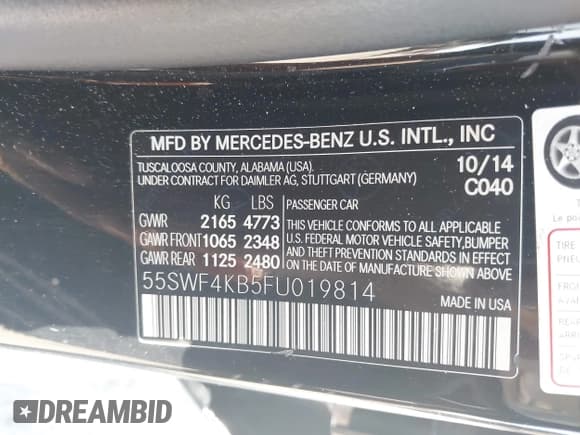 MFD BY MERCEDES-BENZ U.S. INTL., INC
TUSCALOOSA COUNTY, ALABAMA (USA). 10/14
UNDER CONTRACT FOR DAIMLER AG, STUTTGART (GERMANY) C040
KG LBS PASSENGER CAR
GVWR 2165 4773
GAWR FRONT 1065 2348
GAWR REAR 1125 2480
THIS VEHICLE CONFORMS TO ALL APPLICABLE
U.S. FEDERAL MOTOR VEHICLE SAFETY,BUMPER
AND THEFT PREVENTION STANDARDS IN EFFECT
ON THE DATE OF MANUFACTURE SHOWN ABOVE.
55SWF4KB5FU019814
Le po
TIRE
DREAMBID